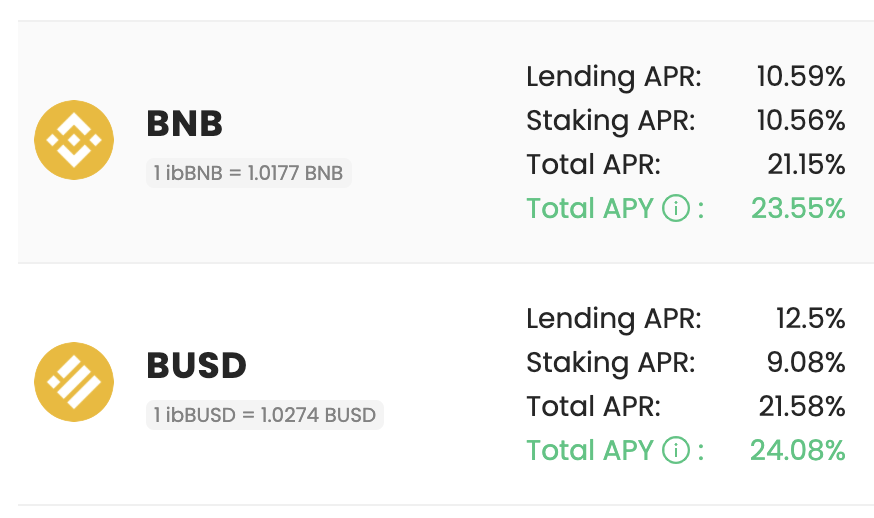 BNB
1 ibBNB = 1.0177 BNB
Lending APR: 10.59%
Staking APR: 10.56%
Total APR: 21.15%
Total APY ⓘ : 23.55%
BUSD
1 ibBUSD = 1.0274 BUSD
Lending APR: 12.5%
Staking APR: 9.08%
Total APR: 21.58%
Total APY ⓘ : 24.08%